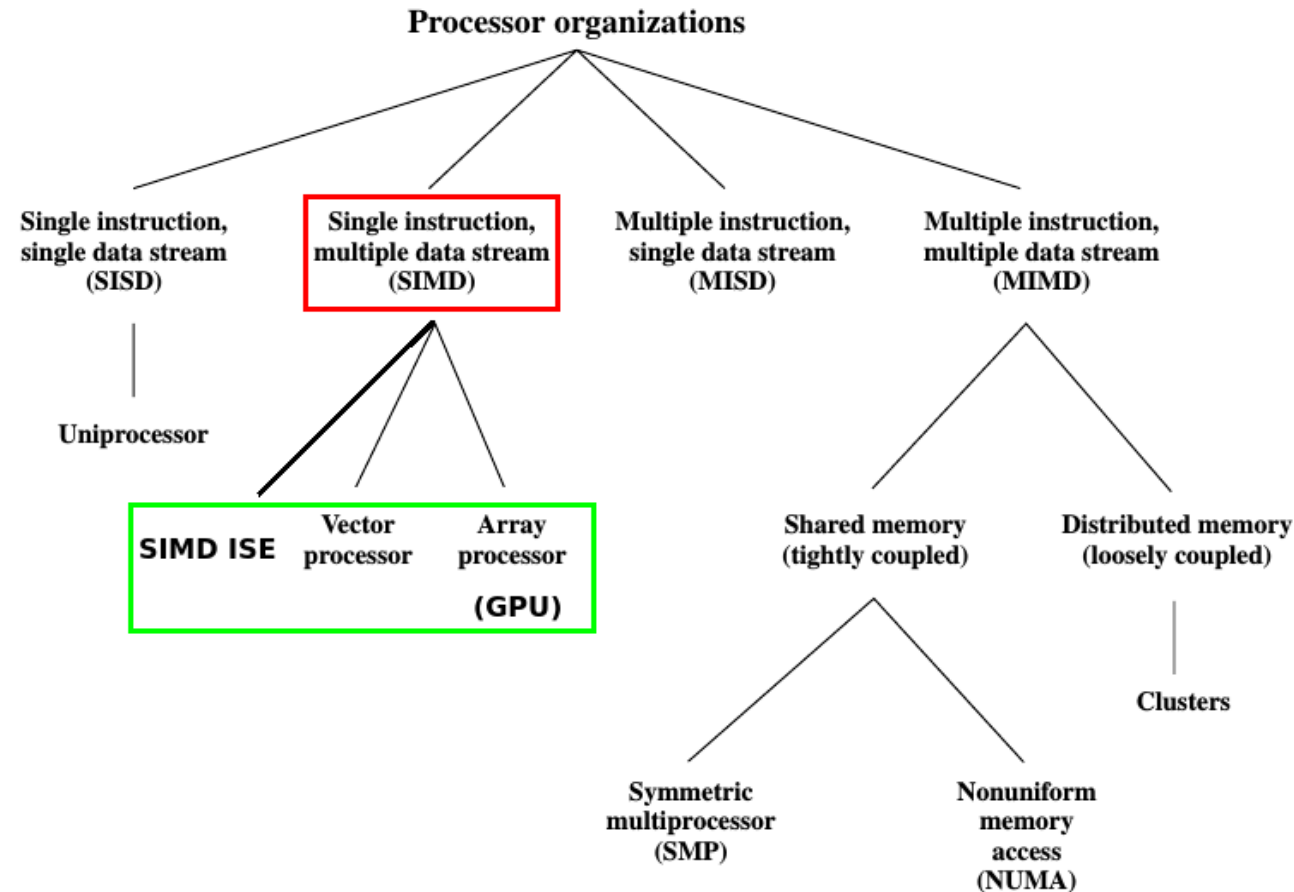 Processor organizations
Single instruction,
single data stream
(SISD)
Single instruction,
multiple data stream
(SIMD)
Multiple instruction,
single data stream
(MISD)
Multiple instruction,
multiple data stream
(MIMD)
Uniprocessor
SIMD ISE
Vector
processor
Array
processor
(GPU)
Shared memory
(tightly coupled)
Distributed memory
(loosely coupled)
Clusters
Symmetric
multiprocessor
(SMP)
Nonuniform
memory
access
(NUMA)